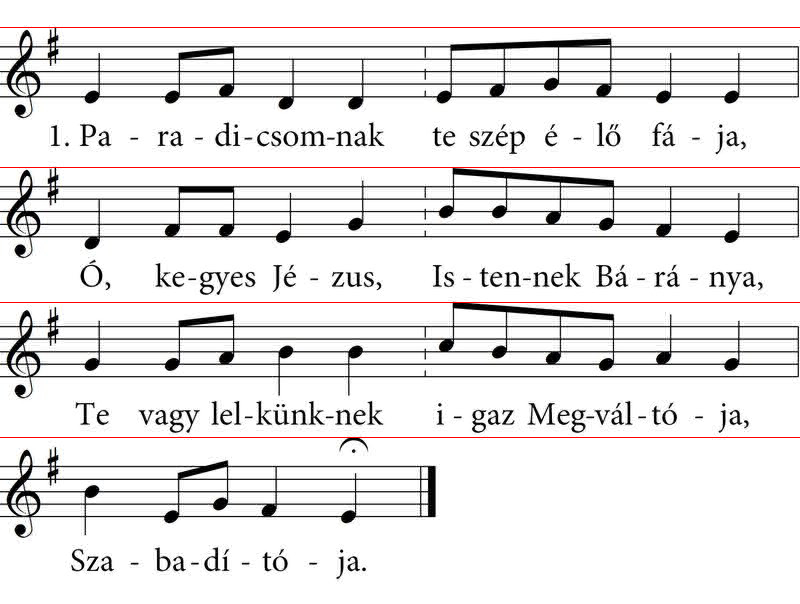 1. Pa - ra - di - csom - nak te szép é - lő fá - ja,
Ó, ke - gyes Jé - zus, Is - ten - nek Bá - rá - nya,
Te vagy lel - künk - nek i - gaz Meg - vál - tó - ja,
Sza - ba - dí - tó - ja.